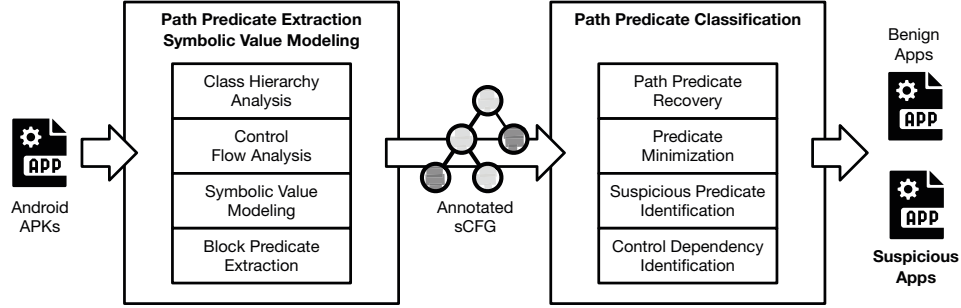 Path Predicate Extraction
Symbolic Value Modeling
Class Hierarchy
Analysis
Control
Flow Analysis
Symbolic Value
Modeling
Block Predicate
Extraction
APP
Android
APKs
Annotated
sCFG
Path Predicate Classification
Path Predicate
Recovery
Predicate
Minimization
Suspicious Predicate
Identification
Control Dependency
Identification
Benign
Apps
APP
APP
Suspicious
Apps